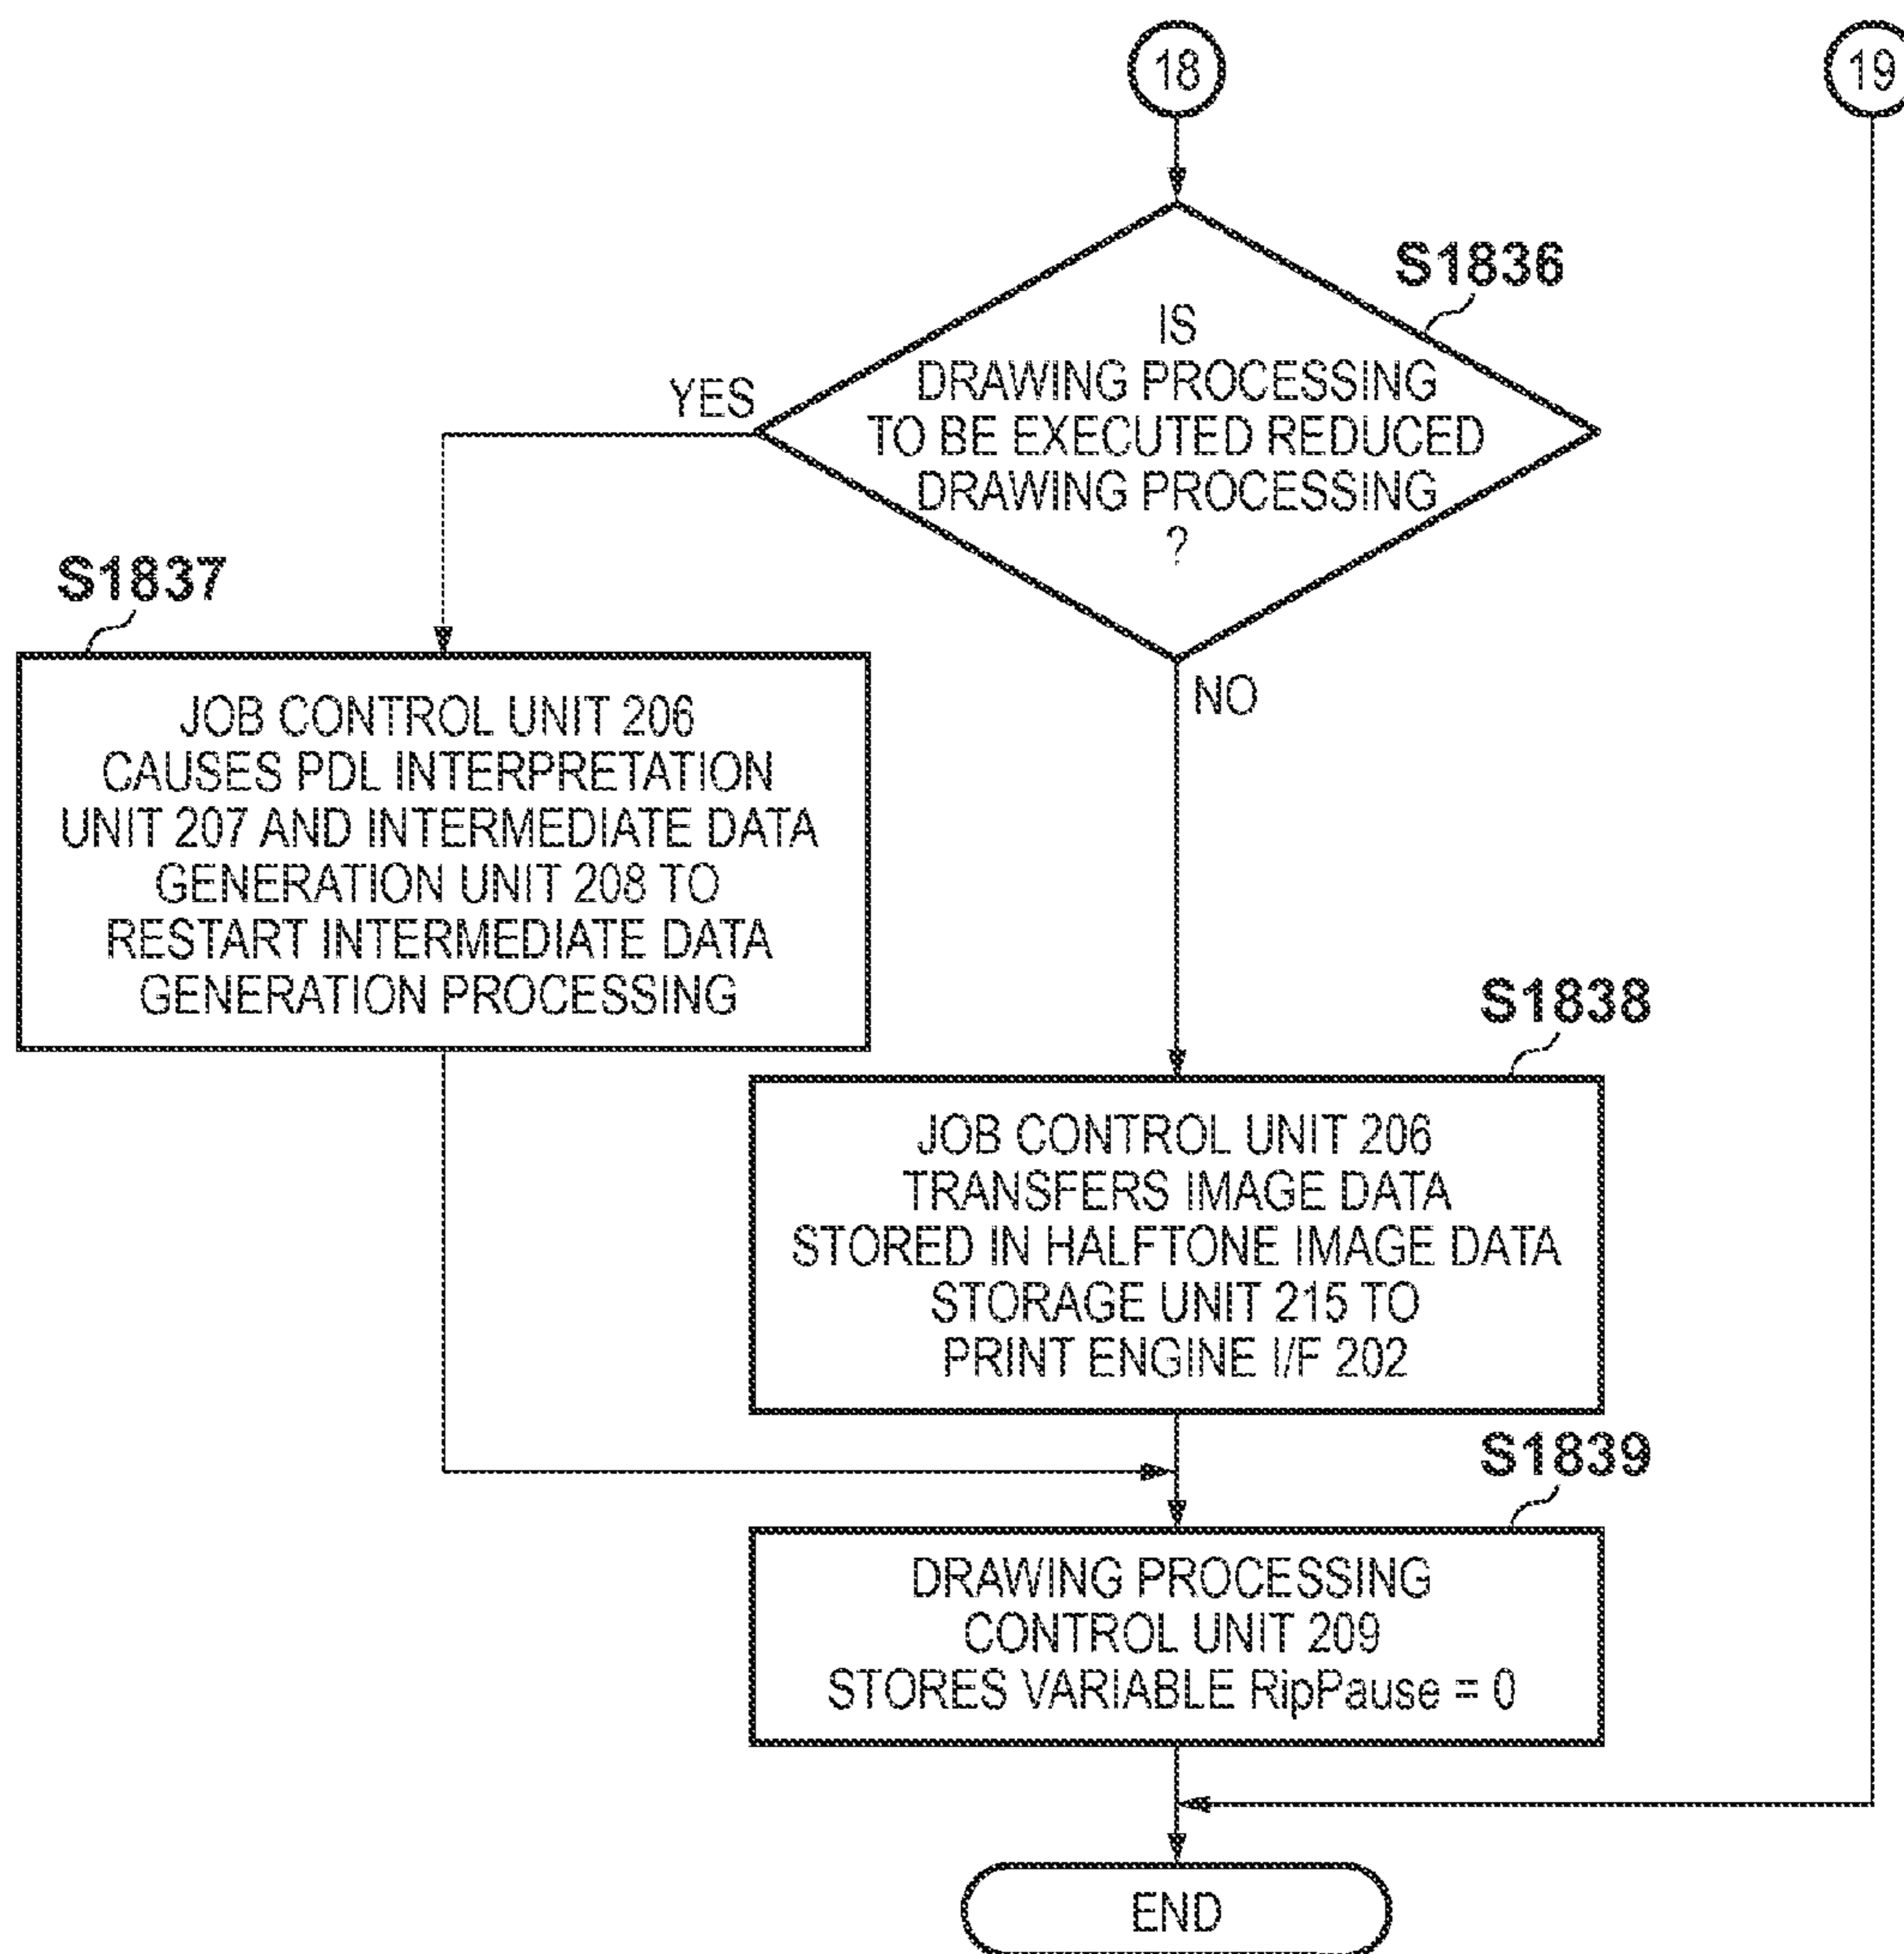 18
19
S1836
IS
DRAWING PROCESSING
TO BE EXECUTED REDUCED
DRAWING PROCESSING
?
YES
NO
S1837
JOB CONTROL UNIT 206
CAUSES PDL INTERPRETATION
UNIT 207 AND INTERMEDIATE DATA
GENERATION UNIT 208 TO
RESTART INTERMEDIATE DATA
GENERATION PROCESSING
S1838
JOB CONTROL UNIT 206
TRANSFERS IMAGE DATA
STORED IN HALFTONE IMAGE DATA
STORAGE UNIT 215 TO
PRINT ENGINE I/F 202
S1839
DRAWING PROCESSING
CONTROL UNIT 209
STORES VARIABLE RipPause = 0
END